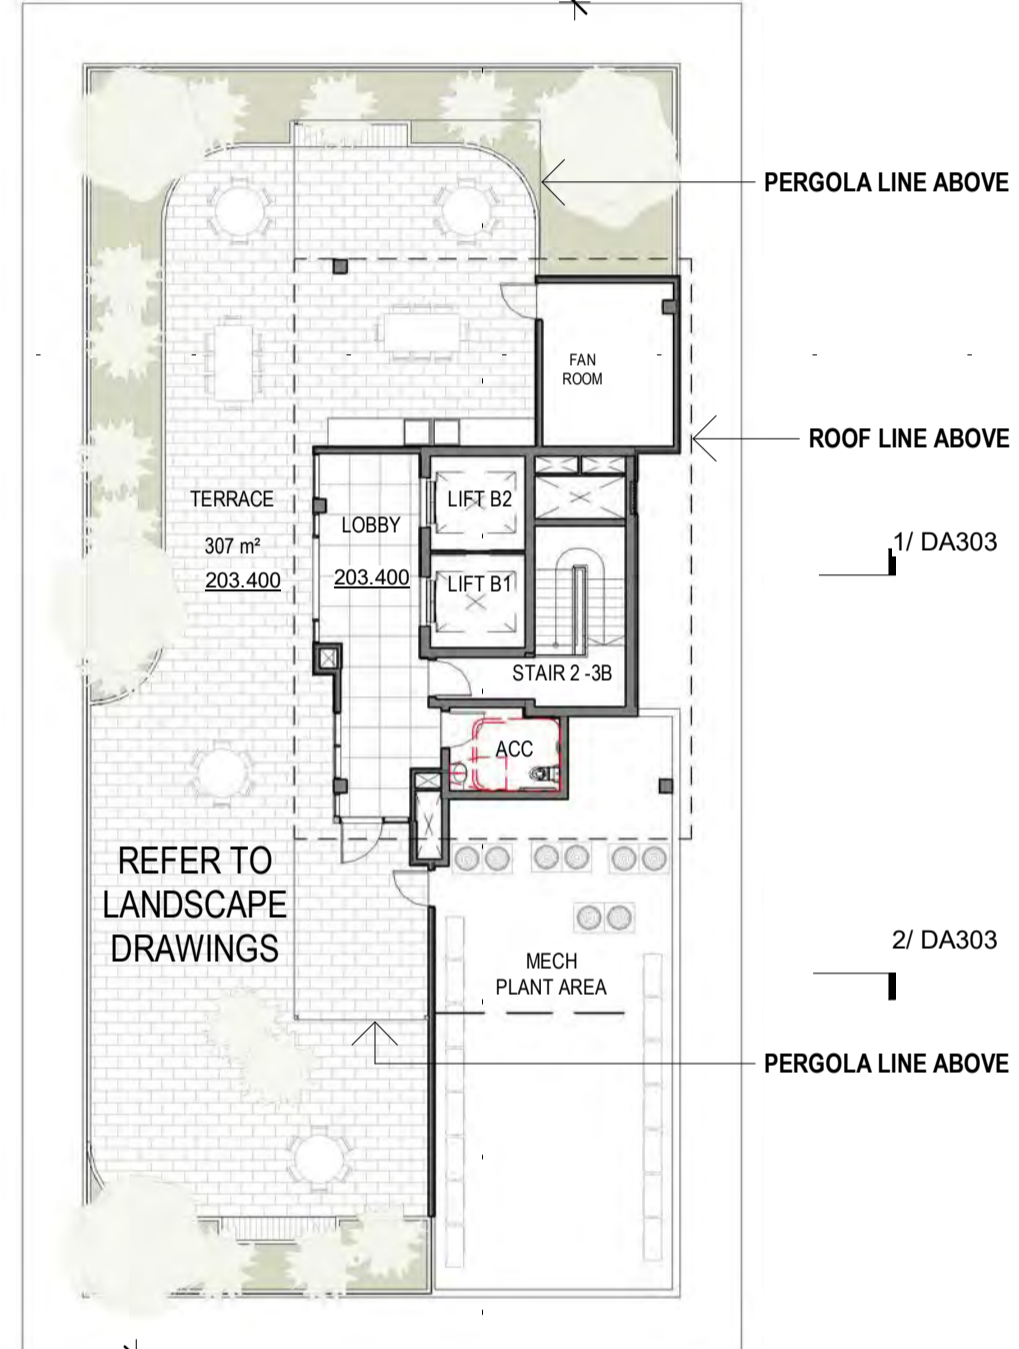 PERGOLA LINE ABOVE
FAN
ROOM
ROOF LINE ABOVE
TERRACE
307 m²
203.400
LOBBY
203.400
LIFT B2
LIFT B1
1/ DA303
STAIR 2 -3B
ACC
REFER TO
LANDSCAPE
DRAWINGS
MECH
PLANT AREA
2/ DA303
PERGOLA LINE ABOVE